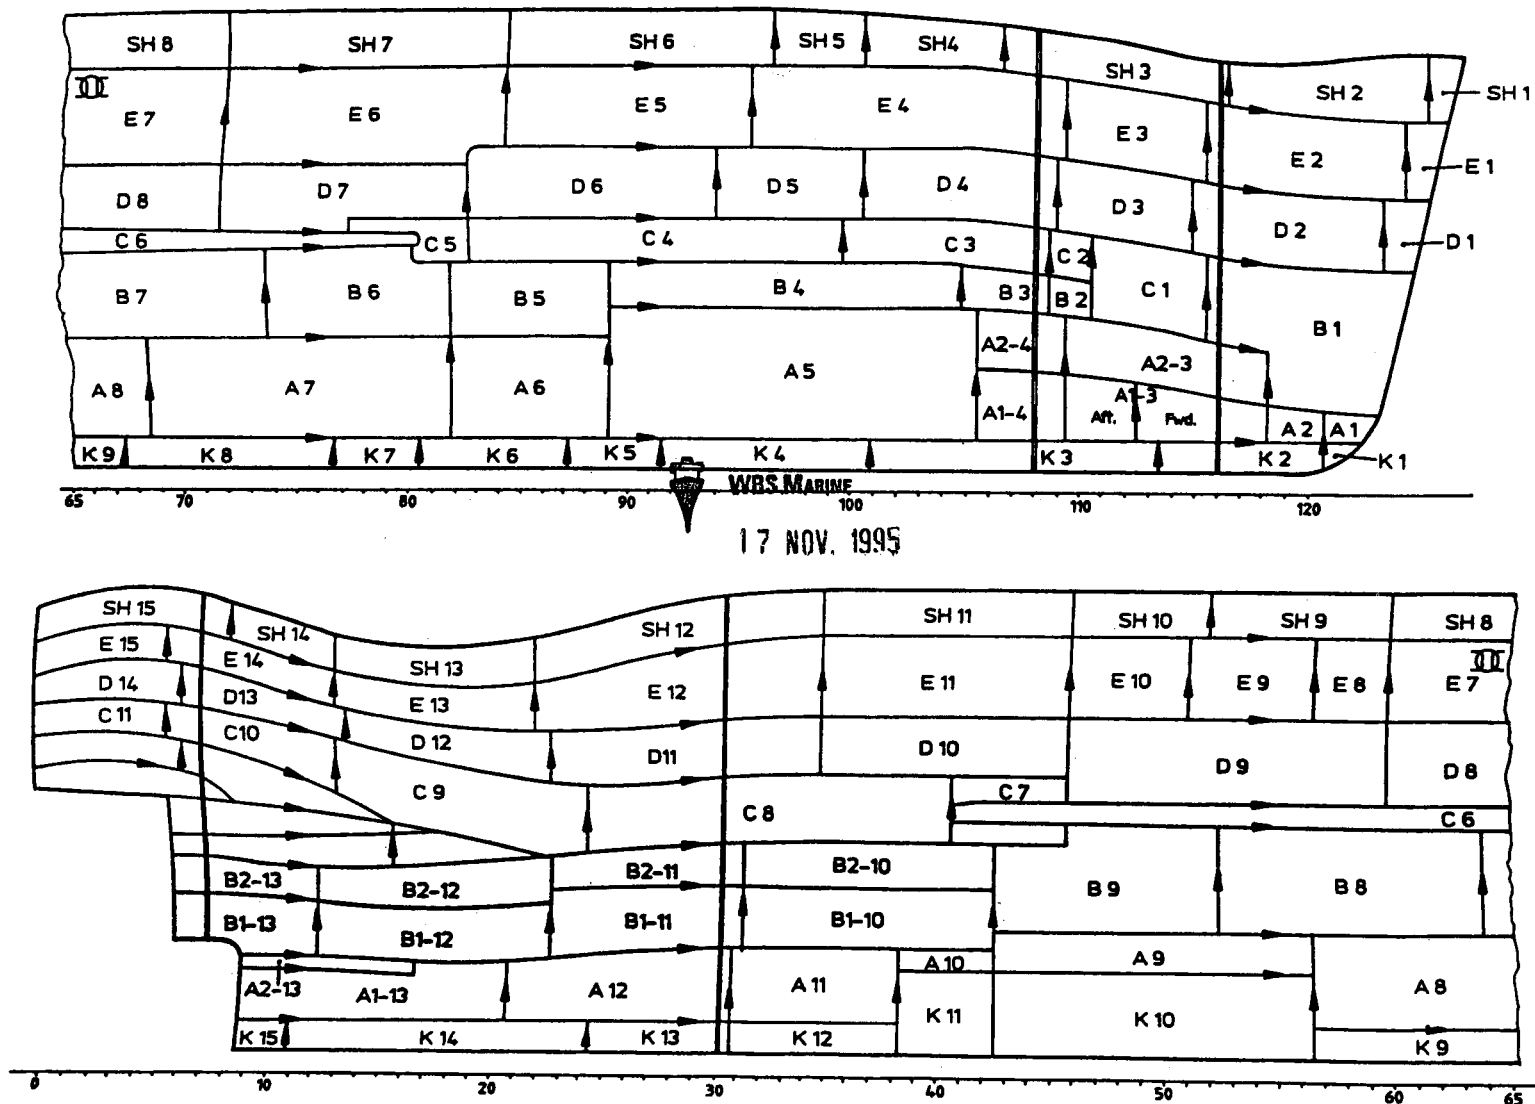 SH 8 SH 7 SH 6 SH 5 SH4 SH 3 SH 2 SH 1
E 7 E 6 E 5 E 4 E 3 E 2 E 1
D 8 D 7 D 6 D 5 D 4 D 3 D 2 D 1
C 6 C 5 C 4 C 3 C 2 C 1
B 7 B 6 B 5 B 4 B 3 B 2 B 1
A2-4 A2-3
A 8 A 7 A 6 A 5 A1-4 A1-3
Aft. Fwd. A 2 A 1
K 9 K 8 K 7 K 6 K 5 K 4 K 3 K 2 K 1
WBS MARINE
65 70 80 90 100 110 120
17 NOV. 1995
SH 15 SH 14 SH 13 SH 12 SH 11 SH 10 SH 9 SH 8
E 15 E 14 E 13 E 12 E 11 E 10 E 9 E 8 E 7
D 14 D13 D 12 D11 D 10 D 9 D 8
C 11 C10 C 9 C 8 C 7 C 6
B2-13 B2-12 B2-11 B2-10 B 9 B 8
B1-13 B1-12 B1-11 B1-10
A2-13 A1-13 A 12 A 11 A 10 A 9 A 8
K 15 K 14 K 13 K 12 K 11 K 10 K 9
0 10 20 30 40 50 60 65